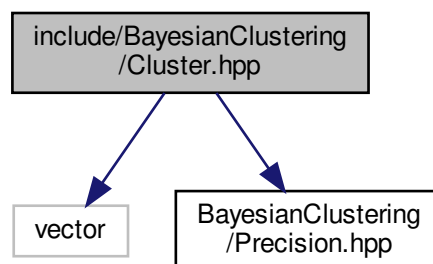 include/BayesianClustering
/Cluster.hpp
vector
BayesianClustering
/Precision.hpp